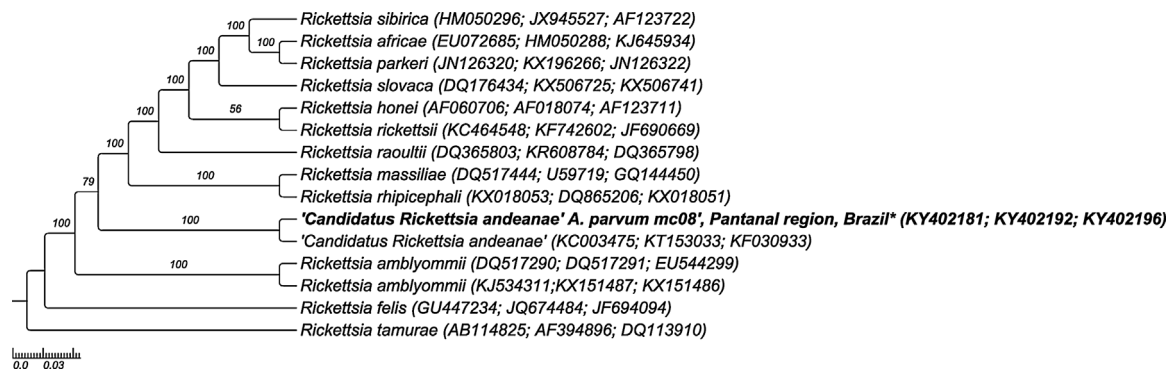 100
Rickettsia sibirica (HM050296; JX945527; AF123722)
100
Rickettsia africae (EU072685; HM050288; KJ645934)
100
Rickettsia parkeri (JN126320; KX196266; JN126322)
100
Rickettsia slovaca (DQ176434; KX506725; KX506741)
100
56
Rickettsia honei (AF060706; AF018074; AF123711)
Rickettsia rickettsii (KC464548; KF742602; JF690669)
100
Rickettsia raoultii (DQ365803; KR608784; DQ365798)
100
Rickettsia massiliae (DQ517444; U59719; GQ144450)
79
Rickettsia rhipicephali (KX018053; DQ865206; KX018051)
100
'Candidatus Rickettsia andeanae' A. parvum mc08', Pantanal region, Brazil* (KY402181; KY402192; KY402196)
100
'Candidatus Rickettsia andeanae' (KC003475; KT153033; KF030933)
100
Rickettsia amblyommii (DQ517290; DQ517291; EU544299)
Rickettsia amblyommii (KJ534311;KX151487; KX151486)
Rickettsia felis (GU447234; JQ674484; JF694094)
Rickettsia tamurae (AB114825; AF394896; DQ113910)
0.0 0.03